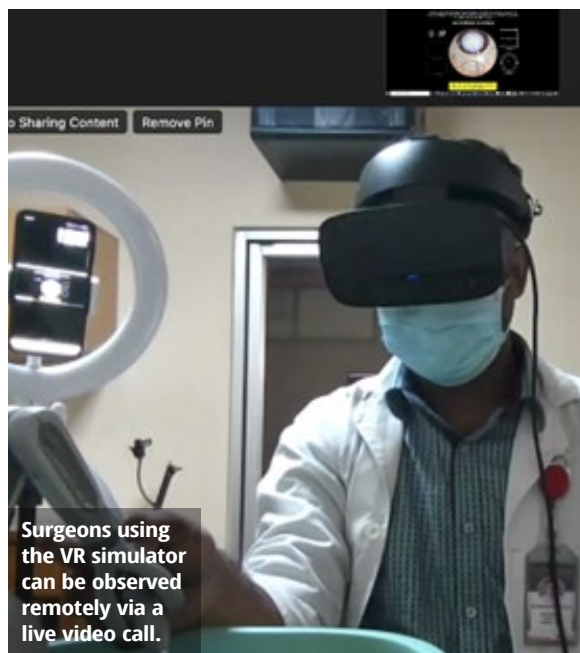 o Sharing Content
Remove Pin
Surgeons using
the VR simulator
can be observed
remotely via a
live video call.